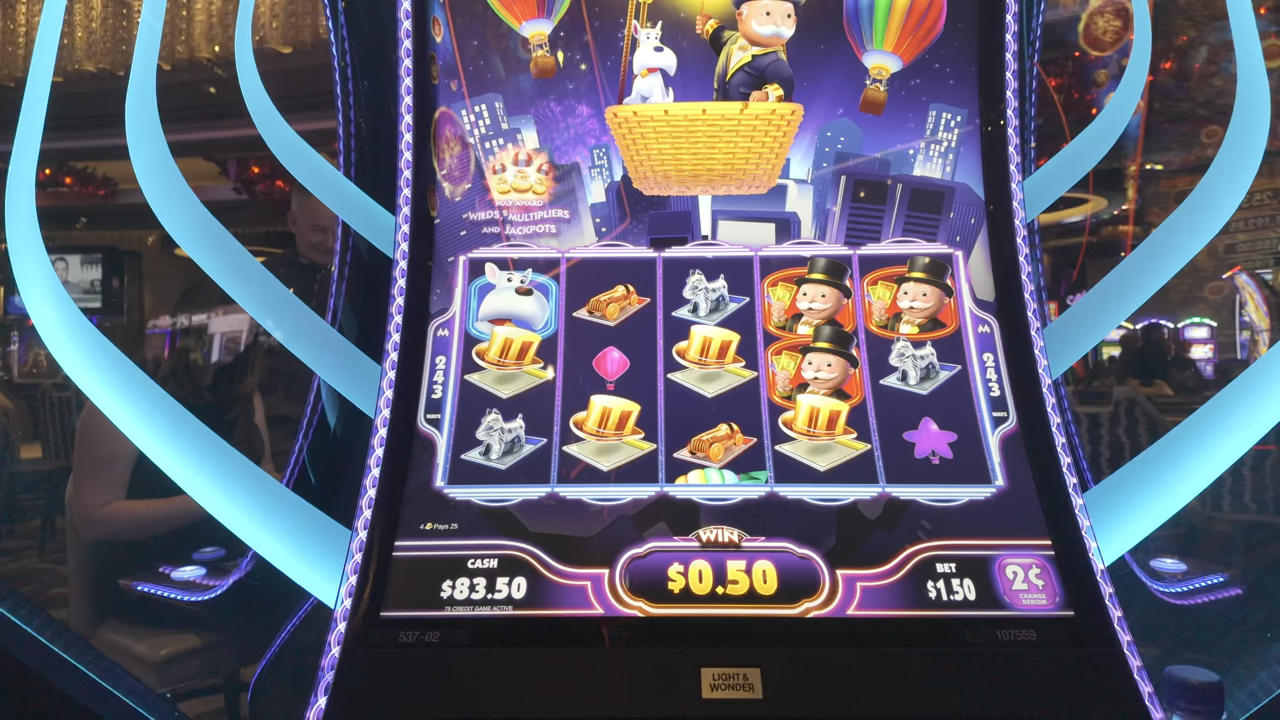 MAY AWARD
WILDS, MULTIPLIERS
AND JACKPOTS
243
WAYS
243
WAYS
4 Pays 25
WIN
CASH
$83.50
75 CREDIT GAME ACTIVE
$0.50
BET
$1.50
2¢
CHANGE
DENOM
537-02
107559
LIGHT &
WONDER